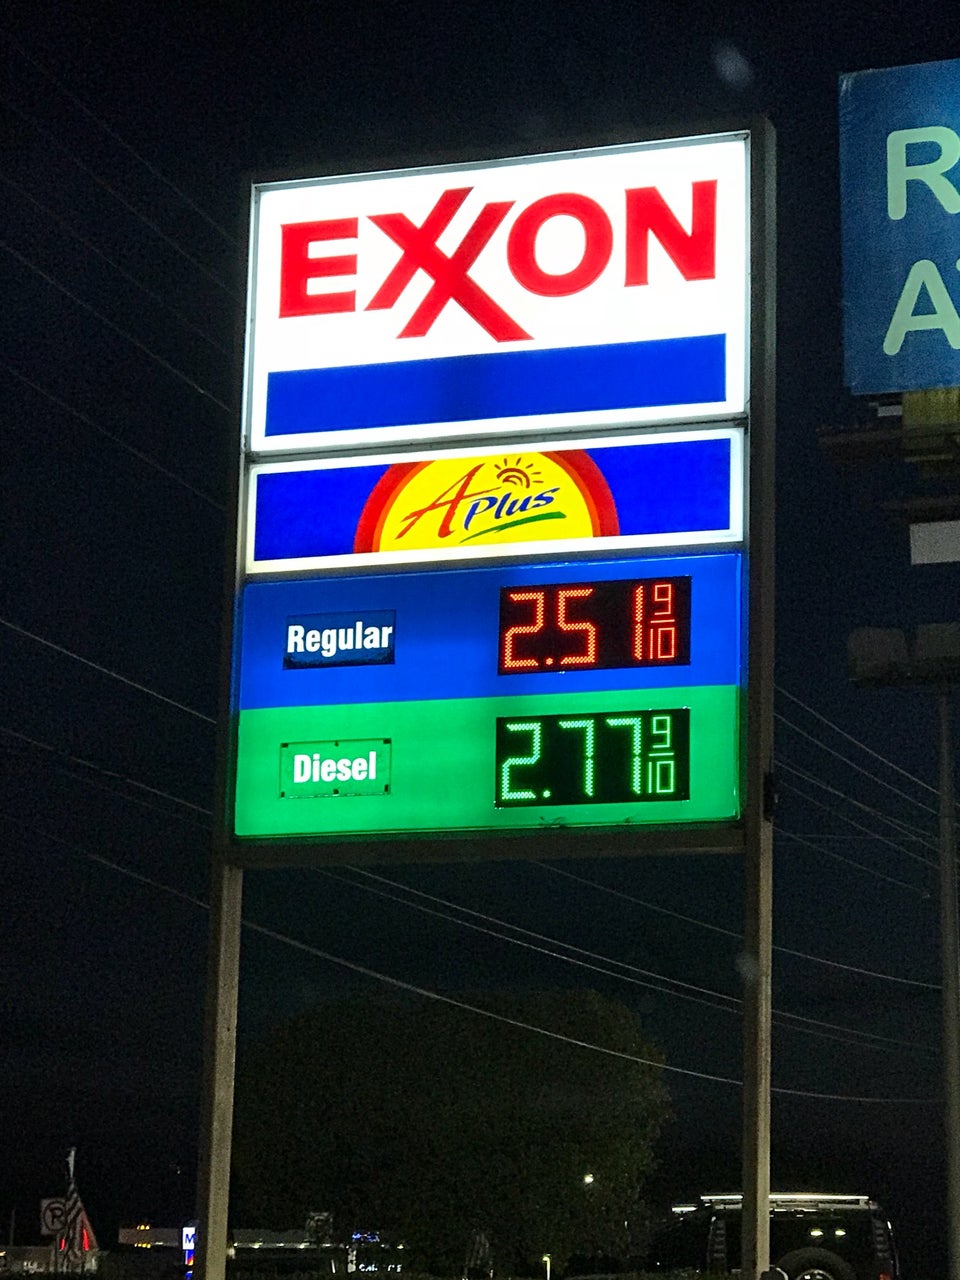 EXXON
APlus
Regular 2.51 9/10
Diesel 2.77 9/10
R
A